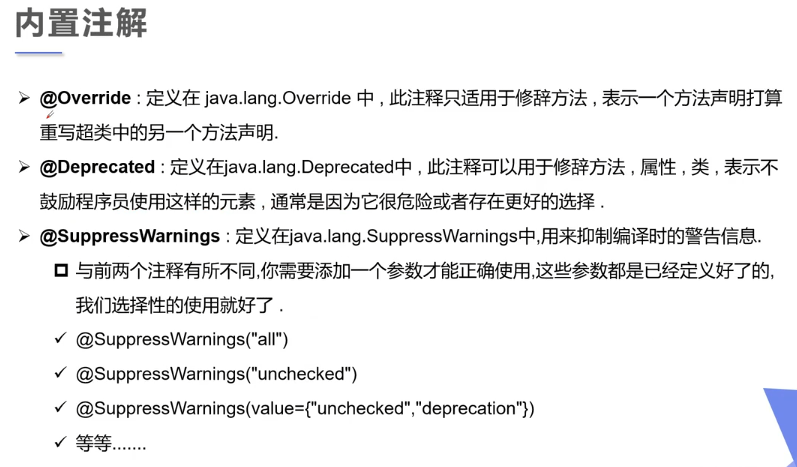 内置注解
@Override : 定义在 java.lang.Override 中 , 此注释只适用于修辞方法 , 表示一个方法声明打算
重写超类中的另一个方法声明.
@Deprecated : 定义在java.lang.Deprecated中 , 此注释可以用于修辞方法 , 属性 , 类 , 表示不
鼓励程序员使用这样的元素 , 通常是因为它很危险或者存在更好的选择 .
@SuppressWarnings : 定义在java.lang.SuppressWarnings中,用来抑制编译时的警告信息.
与前两个注释有所不同,你需要添加一个参数才能正确使用,这些参数都是已经定义好了的,
我们选择性的使用就好了 .
✓ @SuppressWarnings("all")
✓ @SuppressWarnings("unchecked")
✓ @SuppressWarnings(value={"unchecked","deprecation"})
✓ 等等.......